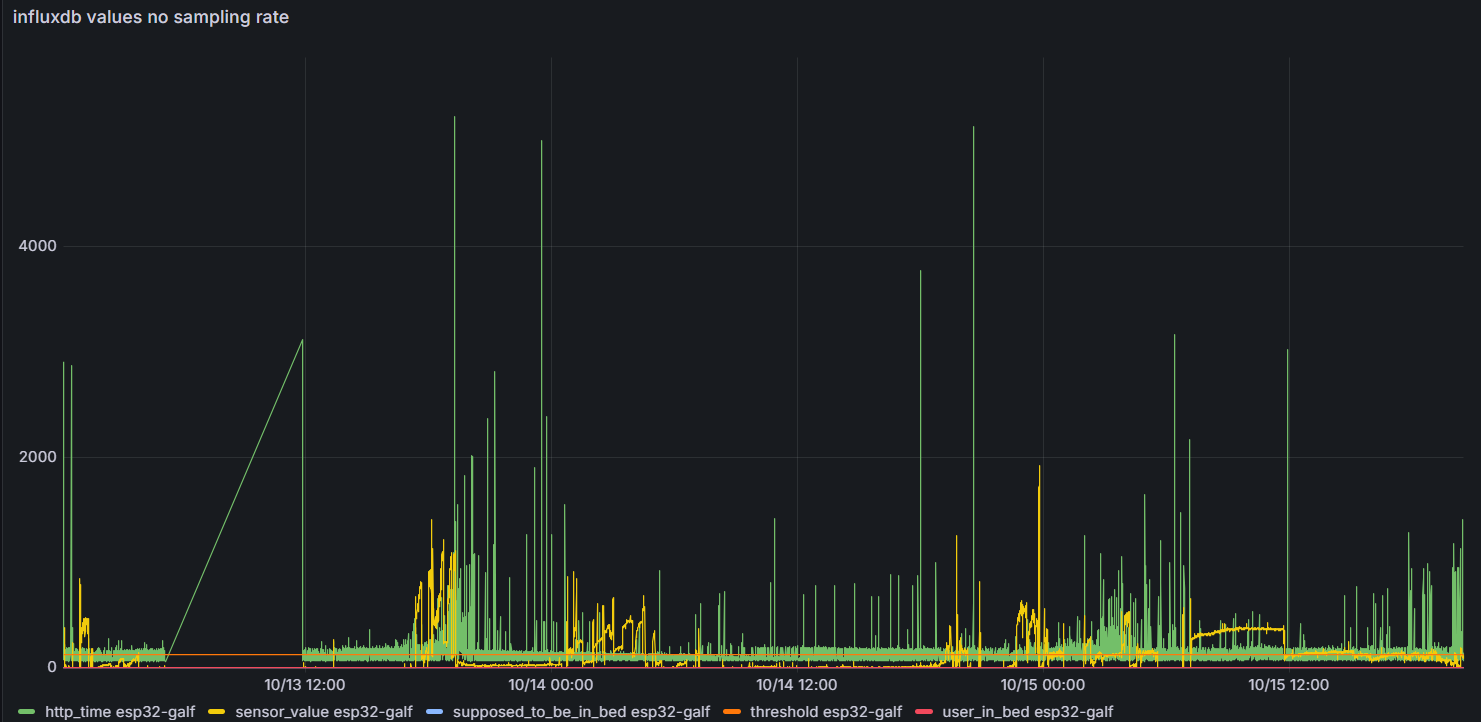 influxdb values no sampling rate
4000
2000
0
10/13 12:00 10/14 00:00 10/14 12:00 10/15 00:00 10/15 12:00
http_time esp32-galf sensor_value esp32-galf supposed_to_be_in_bed esp32-galf threshold esp32-galf user_in_bed esp32-galf